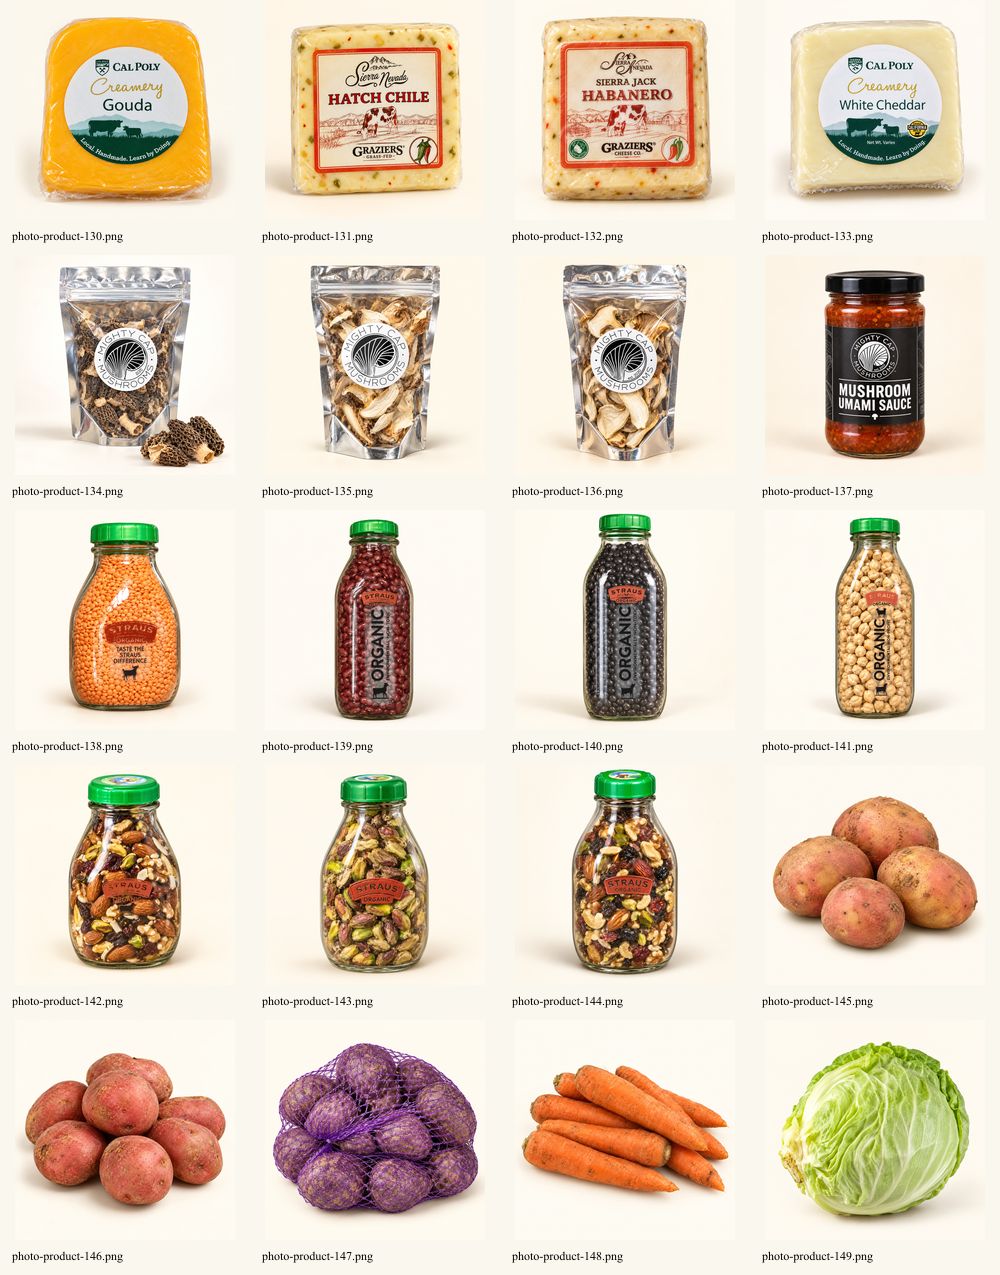 CAL POLY
Creamery
Gouda
Local. Handmade. Learn by Doing.
Sierra Nevada
HATCH CHILE
GRAZIERS
GRASS-FED
SIERRA NEVADA
SIERRA JACK
HABANERO
GRAZIERS
CHEESE CO.
CAL POLY
Creamery
White Cheddar
Net Wt. Varies
Local. Handmade. Learn by Doing.
photo-product-130.png
photo-product-131.png
photo-product-132.png
photo-product-133.png
MIGHTY CAP
MUSHROOMS
MIGHTY CAP
MUSHROOMS
MIGHTY CAP
MUSHROOMS
MIGHTY CAP
MUSHROOMS
MUSHROOM
UMAMI SAUCE
photo-product-134.png
photo-product-135.png
photo-product-136.png
photo-product-137.png
STRAUS
ORGANIC
TASTE THE
STRAUS
DIFFERENCE
STRAUS
ORGANIC
STRAUS
ORGANIC
ORGANIC
STRAUS
ORGANIC
ORGANIC
photo-product-138.png
photo-product-139.png
photo-product-140.png
photo-product-141.png
STRAUS
ORGANIC
STRAUS
ORGANIC
STRAUS
ORGANIC
photo-product-142.png
photo-product-143.png
photo-product-144.png
photo-product-145.png
photo-product-146.png
photo-product-147.png
photo-product-148.png
photo-product-149.png